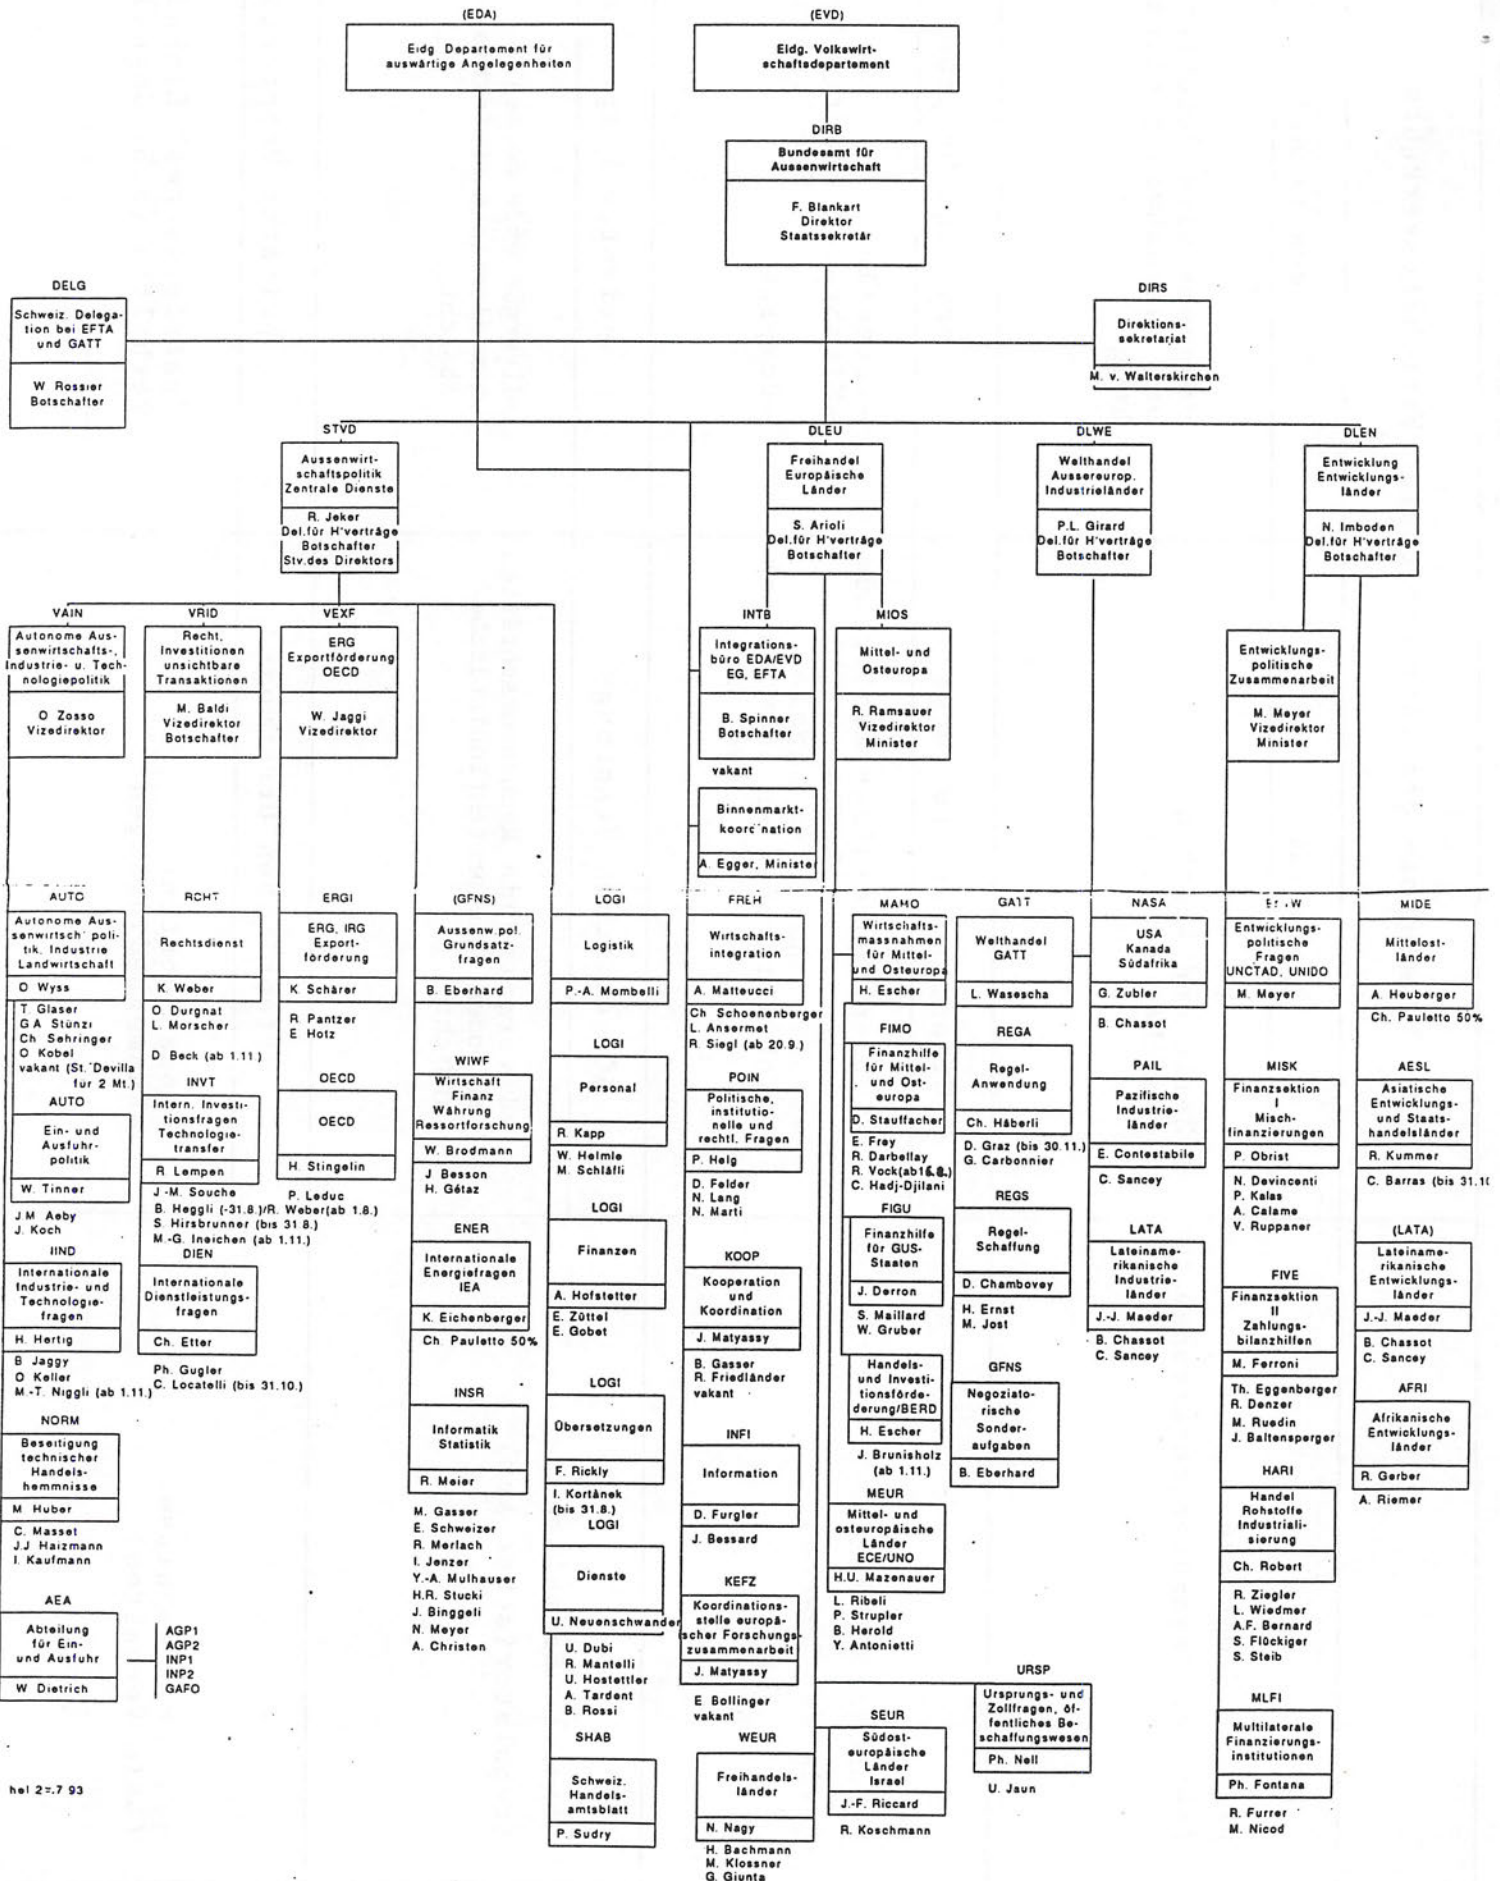 (EDA)
Eidg Departement für
auswärtige Angelegenheiten
(EVD)
Eidg. Volkswirt-
schaftsdepartement
DIRB
Bundesamt für
Aussenwirtschaft
F. Blankart
Direktor
Staatssekretär
DELG
Schweiz. Delega-
tion bei EFTA
und GATT
W Rossier
Botschafter
DIRS
Direktions-
sekretariat
M. v. Walterskirchen
STVD
Aussenwirt-
schaftspolitik
Zentrale Dienste
R. Jeker
Del.für H'verträge
Botschafter
Stv.des Direktors
DLEU
Freihandel
Europäische
Länder
S. Arioli
Del.für H'verträge
Botschafter
DLWE
Welthandel
Aussereurop.
Industrieländer
P.L. Girard
Del.für H'verträge
Botschafter
DLEN
Entwicklung
Entwicklungs-
länder
N. Imboden
Del.für H'verträge
Botschafter
VAIN
Autonome Aus-
senwirtschafts-,
Industrie- u. Tech-
nologiepolitik
O Zosso
Vizedirektor
VRID
Recht,
Investitionen
unsichtbare
Transaktionen
M. Baldi
Vizedirektor
Botschafter
VEXF
ERG
Exportförderung
OECD
W. Jaggi
Vizedirektor
INTB
Integrations-
büro EDA/EVD
EG, EFTA
B. Spinner
Botschafter
vakant
Binnenmarkt-
A. Egger, Ministe
MIOS
Mittel- und
Osteuropa
R. Ramsauer
Vizedirektor
Minister
Entwicklungs-
politische
Zusammenarbeit
M. Meyer
Vizedirektor
Minister
AUTO
Autonome Aus-
senwirtsch' poli-
tik, Industrie
Landwirtschaft
O Wyss
T. Glaser
G A Stünzi
Ch Sehringer
O Kobel
vakant (St. Devilla
fur 2 Mt.)
AUTO
Ein- und
Ausfuhr-
politik
W. Tinner
J M Aeby
J. Koch
IIND
Internationale
Industrie- und
Technologie-
fragen
H. Hertig
B Jaggy
O Keller
M.-T. Niggli (ab 1.11.)
NORM
Beseitigung
technischer
Handels-
hemmnisse
M Huber
C. Masset
J.J Haizmann
I. Kaufmann
AEA
Abteilung
für Ein-
und Ausfuhr
W Dietrich
AGP1
AGP2
INP1
INP2
GAFO
RCHT
Rechtsdienst
K Weber
O. Durgnat
L. Morscher
D Beck (ab 1.11 )
INVT
Intern. Investi-
tionsfragen
Technologie-
transfer
R Lempen
J -M. Souche
B. Heggli (-31.8.)/R. Weber(ab 1.8.)
S. Hirsbrunner (bis 31 8.)
M.-G. Ineichen (ab 1.11.)
DIEN
Internationale
Dienstleistungs-
fragen
Ch. Etter
Ph. Gugler
C. Locatelli (bis 31.10.)
ERGI
ERG, IRG
Export-
förderung
K Schärer
R Pantzer
E Hotz
OECD
OECD
H. Stingelin
P. Leduc
(GFNS)
Aussenw.pol.
Grundsatz-
fragen
B. Eberhard
WIWF
Wirtschaft
Finanz
Währung
Ressortforschung
W. Brodmann
J Besson
H. Gétaz
ENER
Internationale
Energiefragen
IEA
K. Eichenberger
Ch Pauletto 50%
INSR
Informatik
Statistik
R. Meier
M. Gasser
E. Schweizer
R. Merlach
I. Jenzer
Y.-A. Mulhauser
H.R. Stucki
J. Binggeli
N. Meyer
A. Christen
LOGI
Logistik
P.-A. Mombelli
LOGI
Personal
R. Kapp
W. Helmle
M. Schläfli
LOGI
Finanzen
A. Hofstetter
E. Züttel
E. Gobet
LOGI
Übersetzungen
F. Rickly
I. Kortànek
(bis 31.8.)
LOGI
Dienste
U. Neuenschwander
U. Dubi
R. Mantelli
U. Hostettler
A. Tardent
B. Rossi
SHAB
Schweiz.
Handels-
amtsblatt
P. Sudry
FREH
Wirtschafts-
integration
A. Matteucci
Ch Schoenenberger
L. Ansermet
R Siegl (ab 20.9.)
POIN
Politische,
institutio-
nelle und
rechtl. Fragen
P. Helg
D. Felder
N. Lang
N. Marti
KOOP
Kooperation
und
Koordination
J. Matyassy
B. Gasser
R. Friedländer
vakant
INFI
Information
D. Furgler
J. Bessard
KEFZ
Koordinations-
stelle europä-
ischer Forschungs-
zusammenarbeit
J. Matyassy
E Bollinger
vakant
WEUR
Freihandels-
länder
N. Nagy
H. Bachmann
M. Klossner
G. Giunta
MAMO
Wirtschafts-
massnahmen
für Mittel-
und Osteuropa
H. Escher
FIMO
Finanzhilfe
für Mittel-
und Ost-
europa
D. Stauffacher
E. Frey
R. Darbellay
R. Vock(ab16.8.)
C. Hadj-Djilani
FIGU
Finanzhilfe
für GUS-
Staaten
J. Derron
S. Maillard
W. Gruber
Handels-
und Investi-
tionsförde-
derung/BERD
H. Escher
J. Brunisholz
(ab 1.11.)
MEUR
Mittel- und
osteuropäische
Länder
ECE/UNO
H.U. Mazenauer
L. Ribeli
P. Strupler
B. Herold
Y. Antonietti
SEUR
Südost-
europäische
Länder
Israel
J.-F. Riccard
R. Koschmann
GATT
Welthandel
GATT
L. Wasescha
REGA
Regel-
Anwendung
Ch. Häberli
D. Graz (bis 30.11.)
G. Carbonnier
REGS
Regel-
Schaffung
D. Chambovey
H. Ernst
M. Jost
GFNS
Negoziato-
rische
Sonder-
aufgaben
B. Eberhard
URSP
Ursprungs- und
Zollfragen, öf-
fentliches Be-
schaffungswesen
Ph. Nell
U. Jaun
NASA
USA
Kanada
Südafrika
G. Zubler
B. Chassot
PAIL
Pazifische
Industrie-
länder
E. Contestabile
C. Sancey
LATA
Lateiname-
rikanische
Industrie-
länder
J.-J. Maeder
B. Chassot
C. Sancey
Entwicklungs-
politische
Fragen
UNCTAD, UNIDO
M. Meyer
MISK
Finanzsektion
I
Misch-
finanzierungen
P. Obrist
N. Devincenti
P. Kalas
A. Calame
V. Ruppaner
FIVE
Finanzsektion
II
Zahlungs-
bilanzhilfen
M. Ferroni
Th. Eggenberger
R. Denzer
M. Ruedin
J. Baltensperger
HARI
Handel
Rohstoffe
Industriali-
sierung
Ch. Robert
R. Ziegler
L. Wiedmer
A.F. Bernard
S. Flückiger
S. Steib
MLFI
Multilaterale
Finanzierungs-
institutionen
Ph. Fontana
R. Furrer
M. Nicod
MIDE
Mittelost-
länder
A. Heuberger
Ch. Pauletto 50%
AESL
Asiatische
Entwicklungs-
und Staats-
handelsländer
R. Kummer
C. Barras (bis 31.10
(LATA)
Lateiname-
rikanische
Entwicklungs-
länder
J.-J. Maeder
B. Chassot
C. Sancey
AFRI
Afrikanische
Entwicklungs-
länder
R. Gerber
A. Riemer